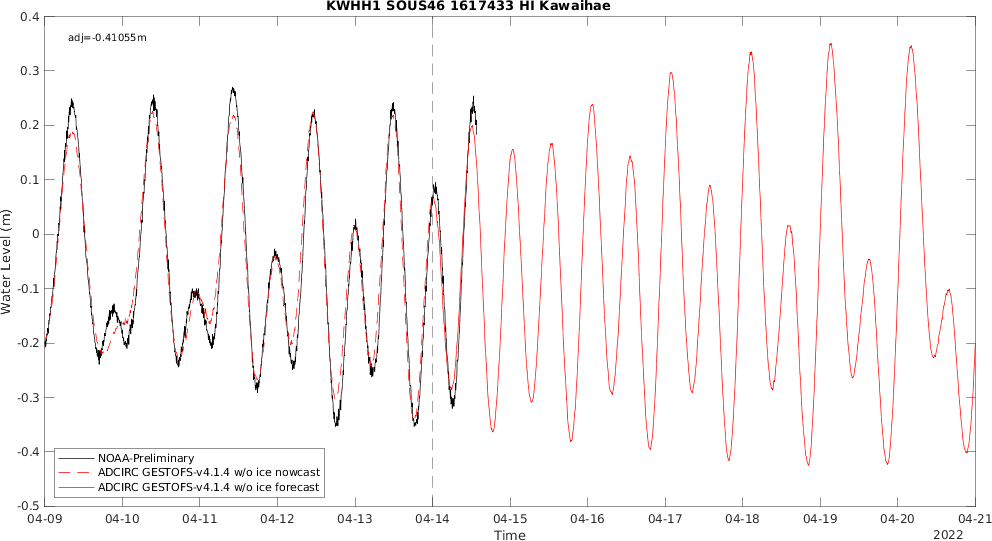 KWHH1 SOUS46 1617433 HI Kawaihae
adj=-0.41055m
0.4
0.3
0.2
0.1
0
-0.1
-0.2
-0.3
-0.4
-0.5
Water Level (m)
NOAA-Preliminary
ADCIRC GESTOFS-v4.1.4 w/o ice nowcast
ADCIRC GESTOFS-v4.1.4 w/o ice forecast
04-09 04-10 04-11 04-12 04-13 04-14 04-15 04-16 04-17 04-18 04-19 04-20 04-21
Time
2022